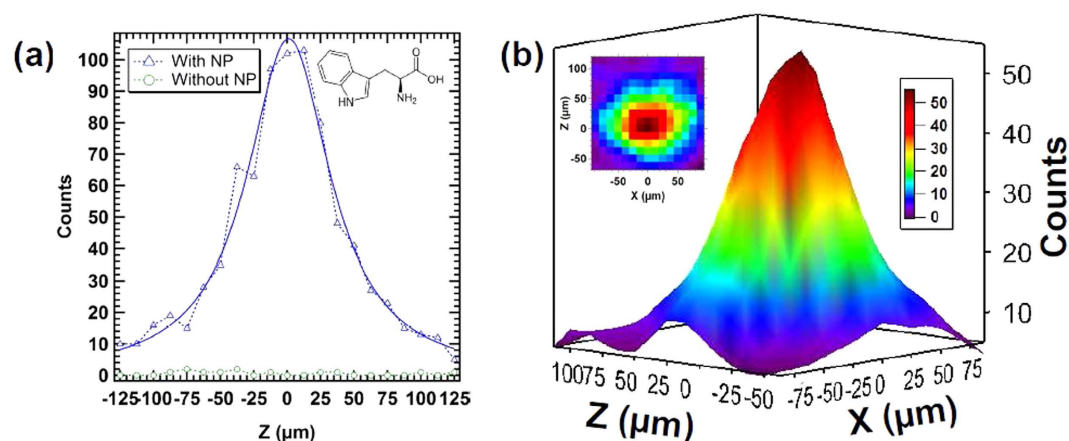 (a)
With NP
Without NP
O
OH
NH2
HN
Counts
100
90
80
70
60
50
40
30
20
10
0
-125-100 -75 -50 -25 0 25 50 75 100 125
Z (µm)
(b)
Z [µm]
100
50
0
-50
-50 0 50
X (µm)
50
40
30
20
10
0
50
40
30
20
10
Counts
10075 50 25 0 -25 -50
Z (µm)
-75 -50 -25 0 25 50 75
X (µm)